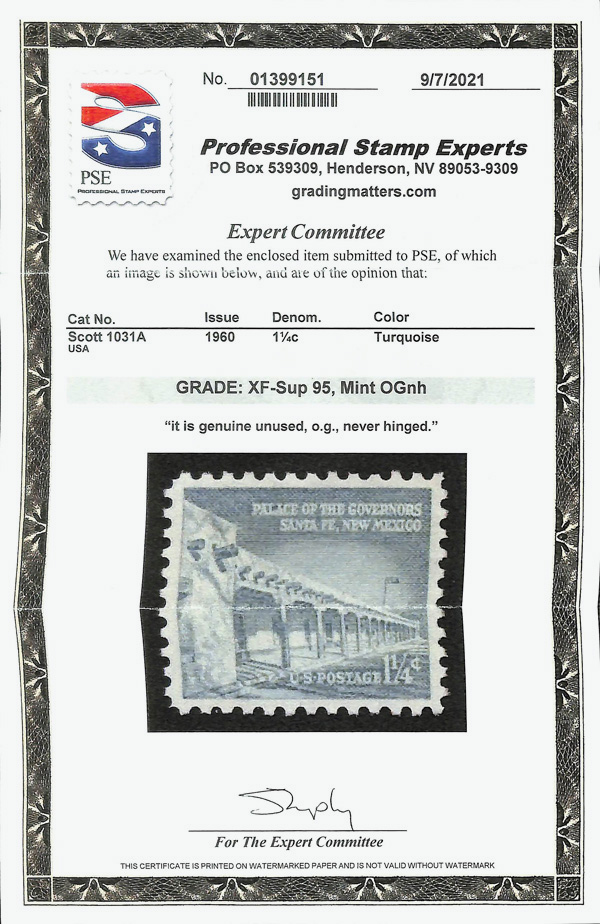 No. 01399151 9/7/2021
PSE
PROFESSIONAL STAMP EXPERTS
Professional Stamp Experts
PO Box 539309, Henderson, NV 89053-9309
gradingmatters.com
Expert Committee
We have examined the enclosed item submitted to PSE, of which
an image is shown below, and are of the opinion that:
Cat No. Issue Denom. Color
Scott 1031A 1960 1¼c Turquoise
USA
GRADE: XF-Sup 95, Mint OGnh
“it is genuine unused, o.g., never hinged.”
PALACE OF THE GOVERNORS
SANTA FE, NEW MEXICO
U·S·POSTAGE 1¼¢
For The Expert Committee
THIS CERTIFICATE IS PRINTED ON WATERMARKED PAPER AND IS NOT VALID WITHOUT WATERMARK